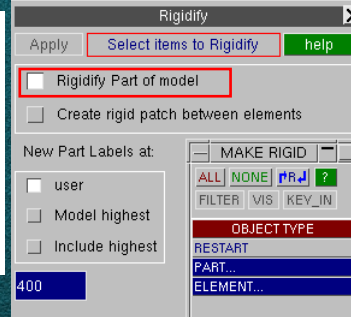 Rigidify
Apply Select items to Rigidify help
Rigidify Part of model
Create rigid patch between elements
New Part Labels at:
user
Model highest
Include highest
400
MAKE RIGID
ALL NONE ?
FILTER VIS KEY_IN
OBJECT TYPE
RESTART
PART...
ELEMENT...